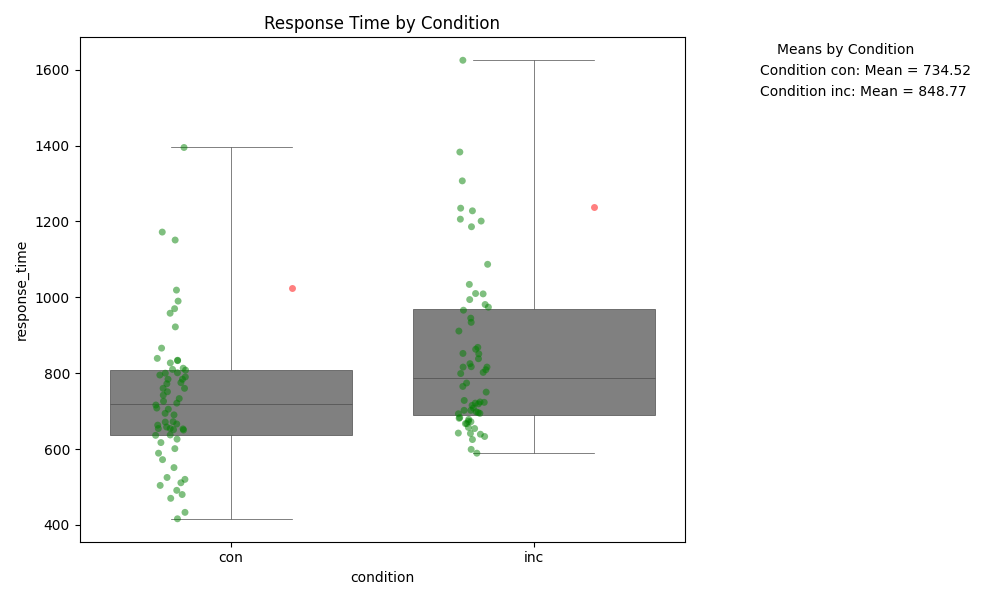 Response Time by Condition
Means by Condition
Condition con: Mean = 734.52
Condition inc: Mean = 848.77
response_time
1600
1400
1200
1000
800
600
400
con
inc
condition